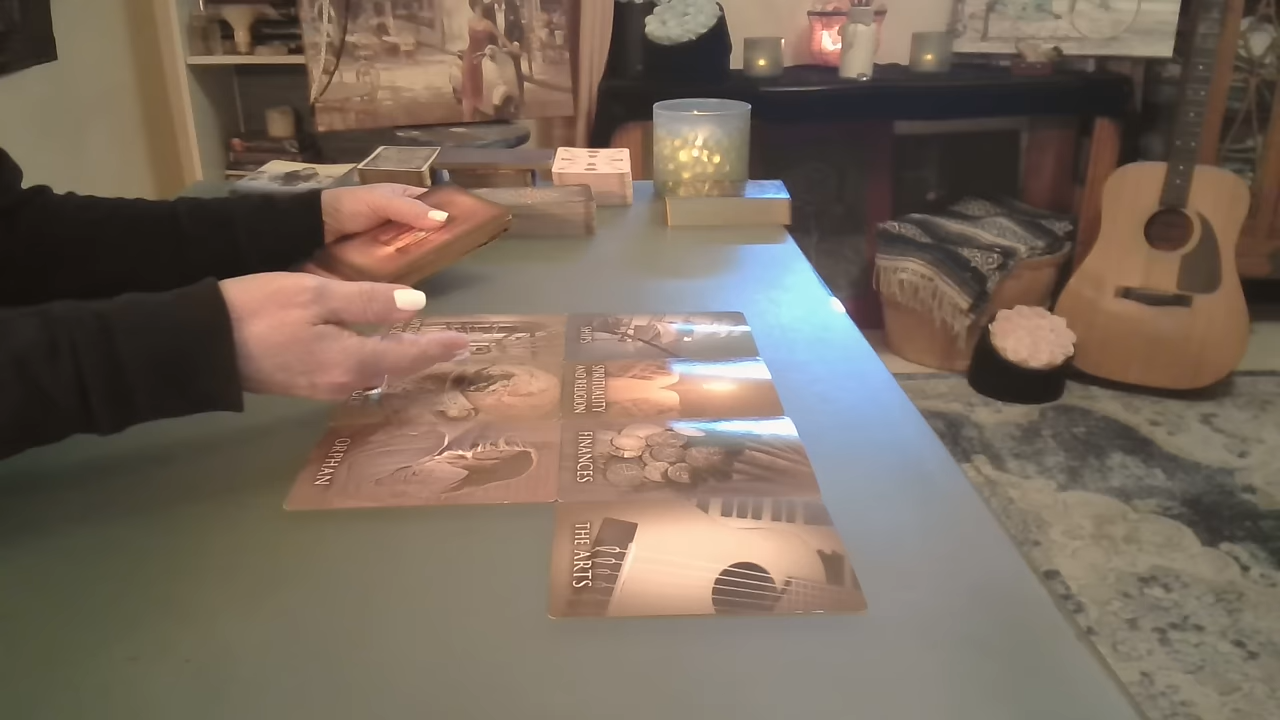 SHIPS
SPIRITUALITY
AND RELIGION
FINANCES
ORPHAN
THE ARTS